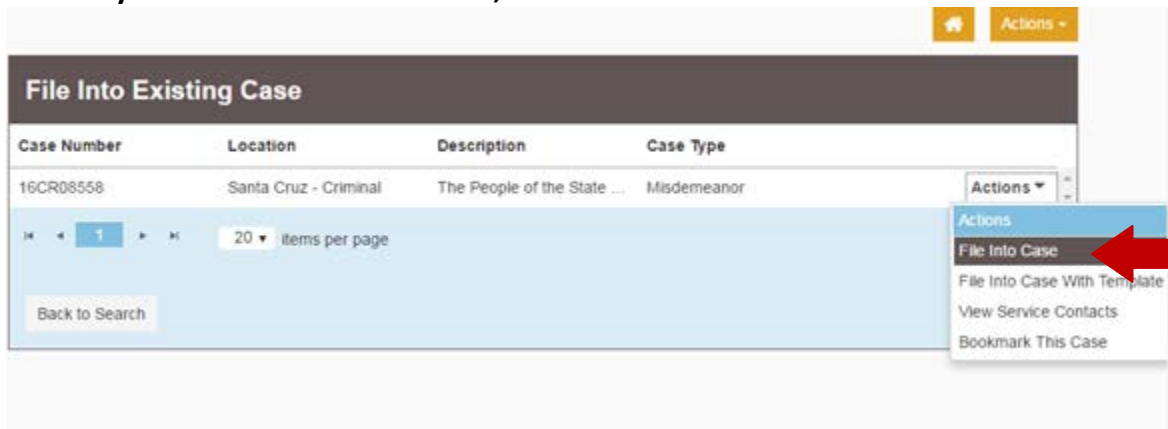 Actions
File Into Existing Case
Case Number Location Description Case Type
16CR08558 Santa Cruz - Criminal The People of the State ... Misdemeanor Actions
1 20 items per page
Actions
File Into Case
File Into Case With Template
View Service Contacts
Back to Search
Bookmark This Case